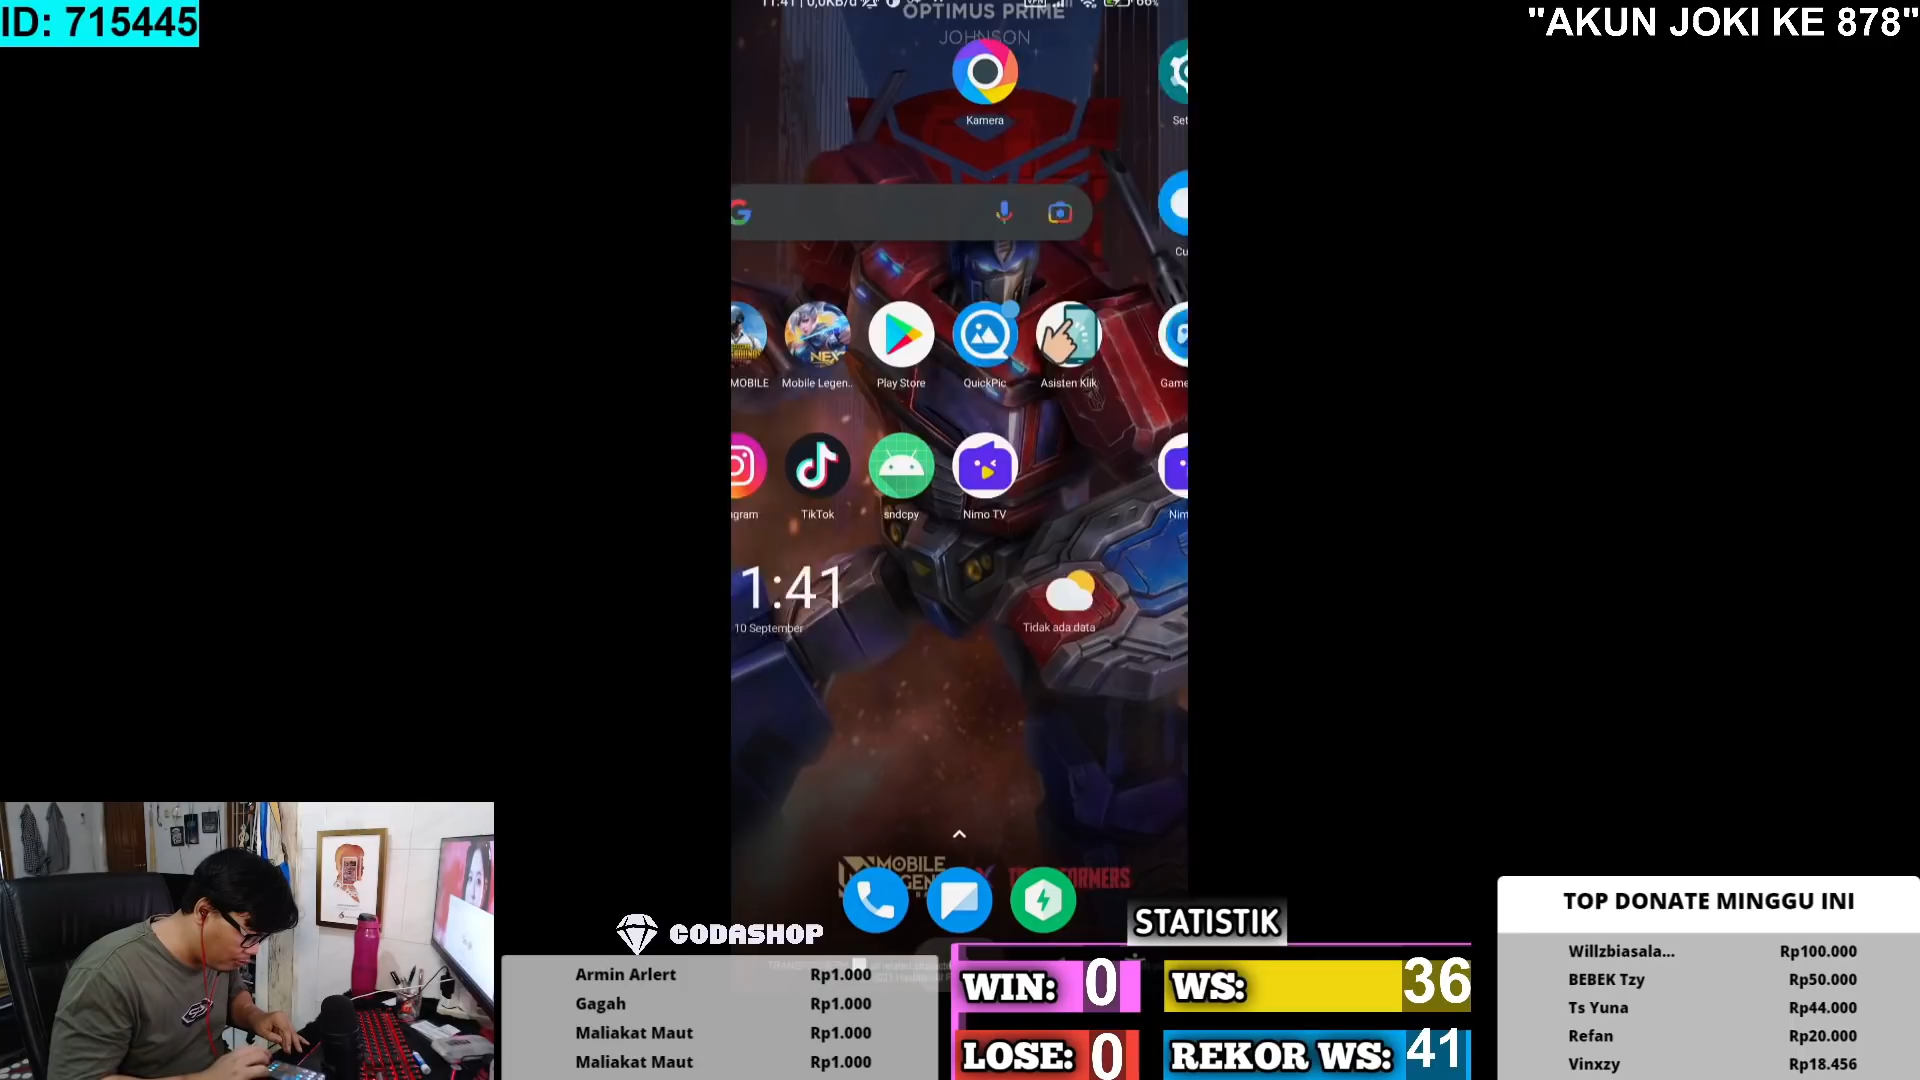 ID: 715445
"AKUN JOKI KE 878"
OPTIMUS PRIME
JOHNSON
Kamera
Set
Cu
MOBILE
Mobile Legen..
Play Store
QuickPic
Asisten Klik
Game
agram
TikTok
sndcpy
Nimo TV
Nim
1:41
10 September
Tidak ada data
MOBILE
CODASHOP
Armin Arlert Rp1.000
Gagah Rp1.000
Maliakat Maut Rp1.000
Maliakat Maut Rp1.000
STATISTIK
WIN: 0 WS: 36
LOSE: 0 REKOR WS: 41
TOP DONATE MINGGU INI
Willzbiasala... Rp100.000
BEBEK Tzy Rp50.000
Ts Yuna Rp44.000
Refan Rp20.000
Vinxzy Rp18.456